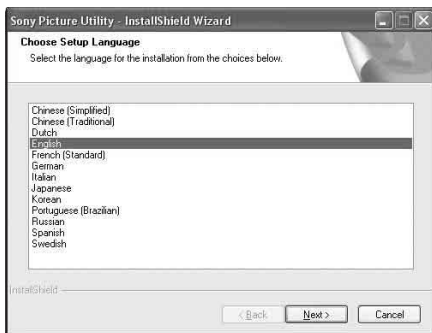 Sony Picture Utility - InstallShield Wizard
Choose Setup Language
Select the language for the installation from the choices below.
Chinese (Simplified)
Chinese (Traditional)
Dutch
English
French (Standard)
German
Italian
Japanese
Korean
Portuguese (Brazilian)
Russian
Spanish
Swedish
InstallShield
< Back
Next >
Cancel